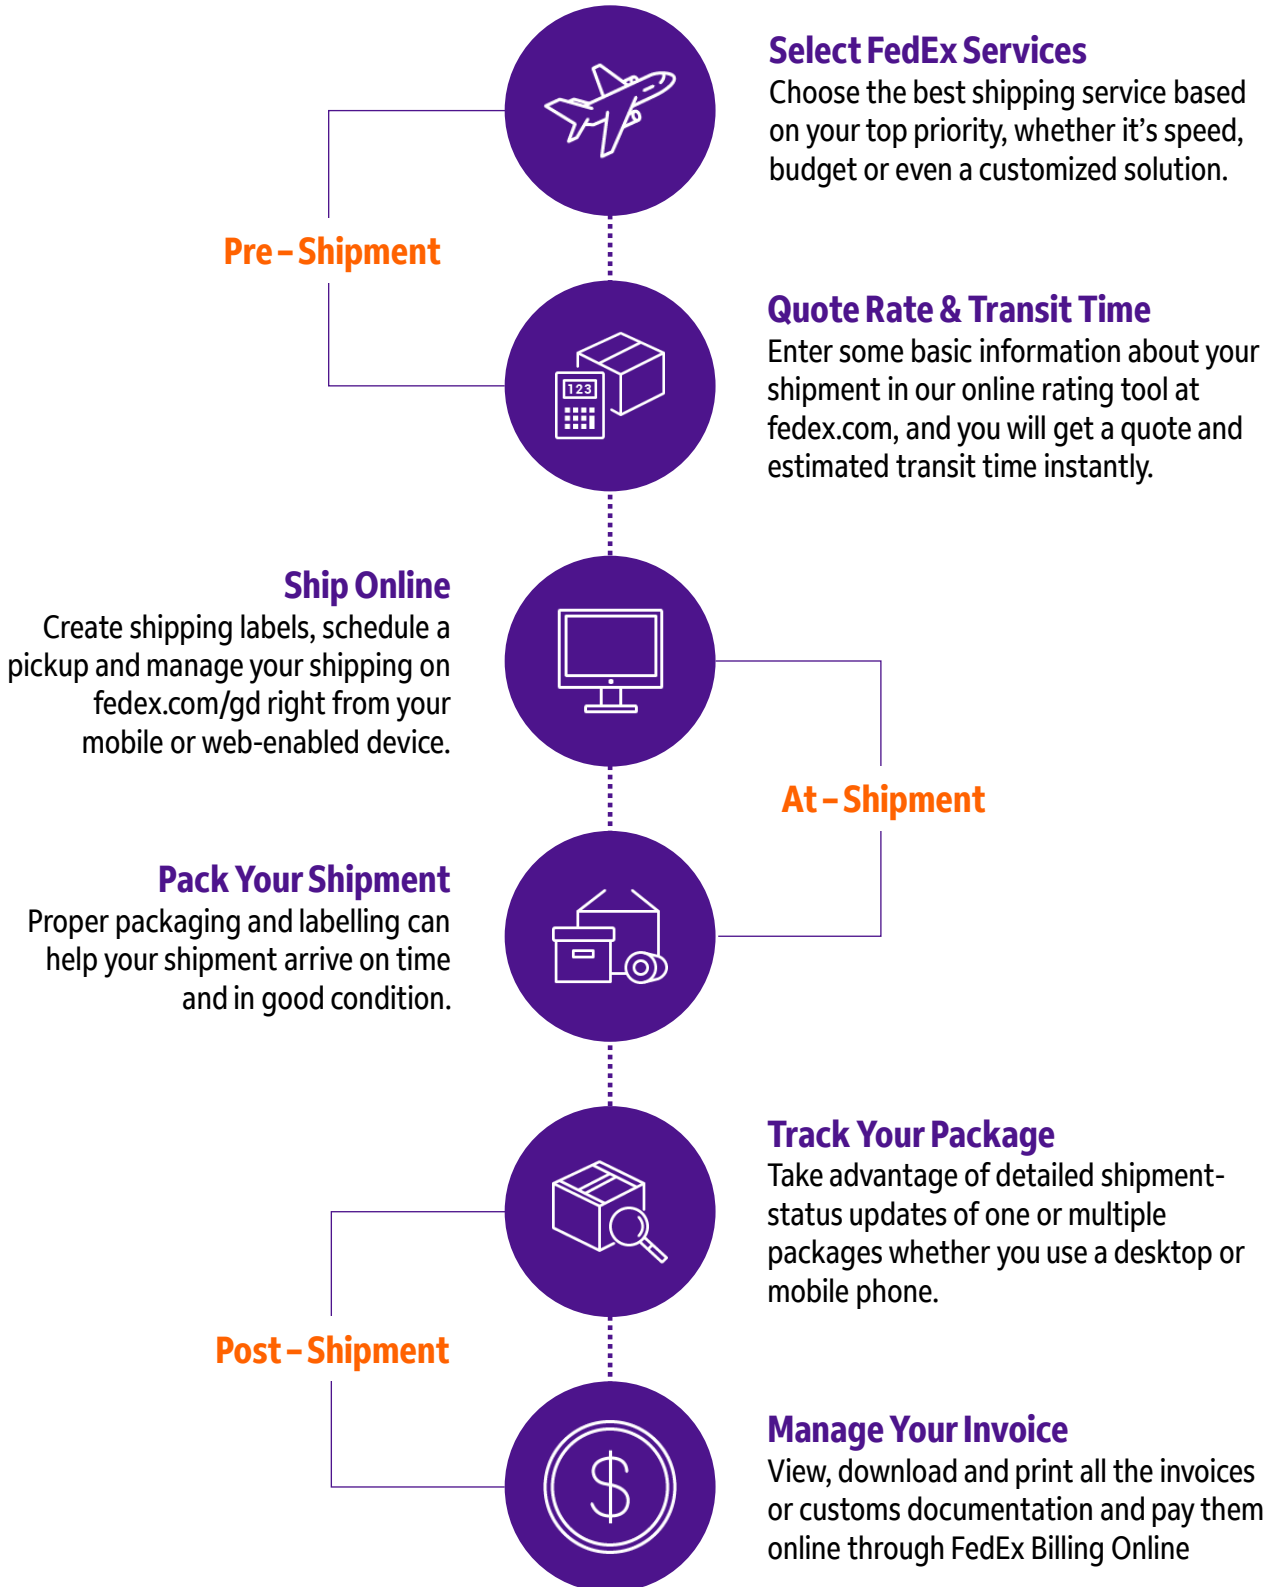 Select FedEx Services
Choose the best shipping service based
on your top priority, whether it’s speed,
budget or even a customized solution.
Pre – Shipment
Quote Rate & Transit Time
Enter some basic information about your
shipment in our online rating tool at
fedex.com, and you will get a quote and
estimated transit time instantly.
123
Ship Online
Create shipping labels, schedule a
pickup and manage your shipping on
fedex.com/gd right from your
mobile or web-enabled device.
At – Shipment
Pack Your Shipment
Proper packaging and labelling can
help your shipment arrive on time
and in good condition.
Track Your Package
Take advantage of detailed shipment-
status updates of one or multiple
packages whether you use a desktop or
mobile phone.
Post – Shipment
Manage Your Invoice
View, download and print all the invoices
or customs documentation and pay them
online through FedEx Billing Online
$